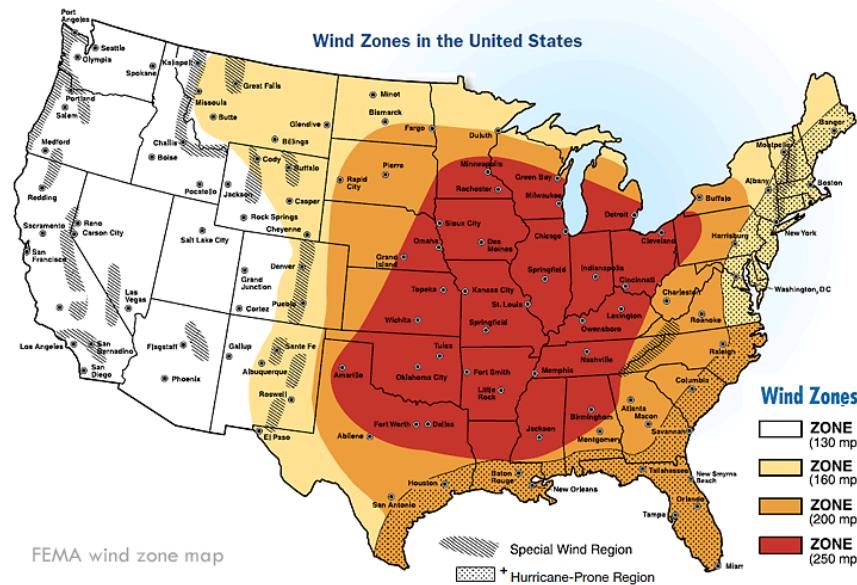 Wind Zones in the United States
Port
Angeles
Seattle
Olympia
Spokane
Kalispell
Great Falls
Portland
Salem
Missoula
Butte
Medford
Challis
Boise
Billings
Glendive
Minot
Bismarck
Fargo
Duluth
Pierre
Rapid
City
Cody
Buffalo
Jackson
Pocatello
Casper
Rock Springs
Cheyenne
Redding
Sacramento
Reno
Carson City
San
Francisco
Salt Lake City
Grand
Junction
Denver
Pueblo
Cortez
Las
Vegas
Los Angeles
San
Bernadino
San
Diego
Flagstaff
Phoenix
Gallup
Santa Fe
Albuquerque
Roswell
El Paso
Minneapolis
Rochester
Green Bay
Milwaukee
Sioux City
Omaha
Des
Moines
Grand
Island
Chicago
Detroit
Cleveland
Topeka
Kansas City
Springfield
St. Louis
Indianapolis
Cincinnati
Wichita
Springfield
Lexington
Owensboro
Nashville
Tulsa
Amarillo
Oklahoma City
Fort Smith
Little
Rock
Memphis
Fort Worth
Dallas
Abilene
Jackson
Birmingham
Montgomery
Atlanta
Macon
Savannah
Columbia
Raleigh
Roanoke
Charleston
Harrisburg
Buffalo
Albany
Montpelier
Bangor
Boston
New York
Washington, DC
San Antonio
Houston
Baton
Rouge
New Orleans
Tallahassee
New Smyrna
Beach
Orlando
Tampa
Miam
Wind Zones
ZONE
(130 mp
ZONE
(160 mp
ZONE
(200 mp
ZONE
(250 mp
Special Wind Region
+ Hurricane-Prone Region
FEMA wind zone map